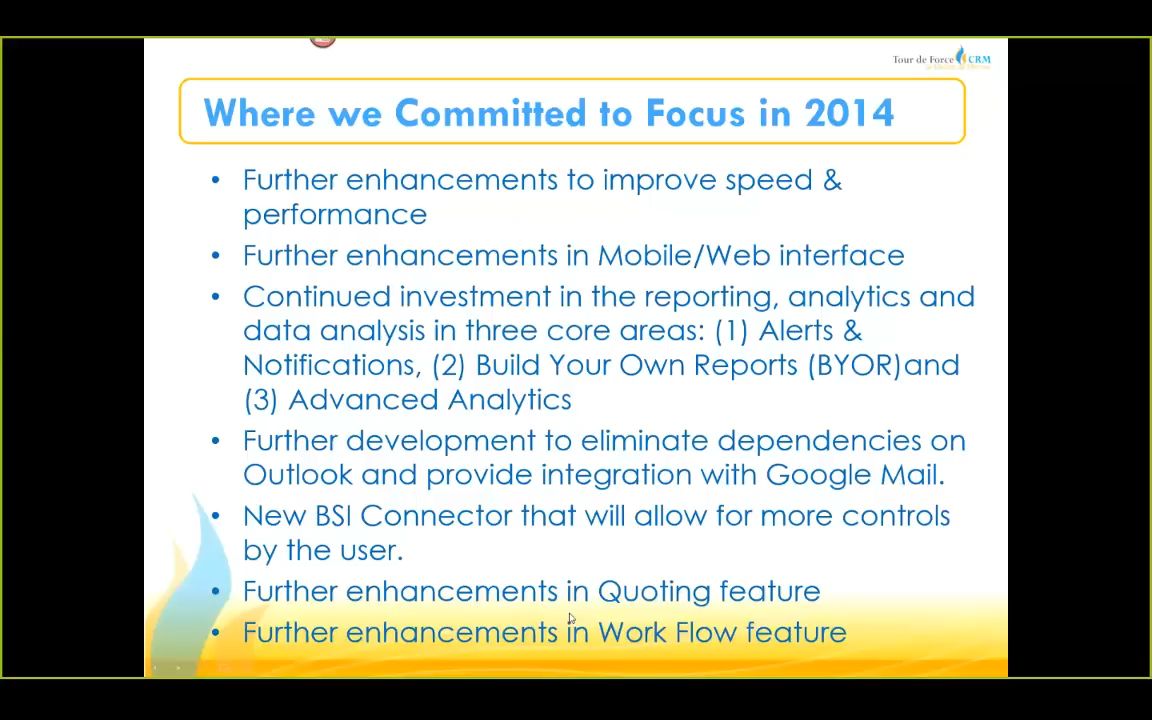 Tour de Force CRM
Where we Committed to Focus in 2014
• Further enhancements to improve speed &
performance
• Further enhancements in Mobile/Web interface
• Continued investment in the reporting, analytics and
data analysis in three core areas: (1) Alerts &
Notifications, (2) Build Your Own Reports (BYOR)and
(3) Advanced Analytics
• Further development to eliminate dependencies on
Outlook and provide integration with Google Mail.
• New BSI Connector that will allow for more controls
by the user.
• Further enhancements in Quoting feature
• Further enhancements in Work Flow feature